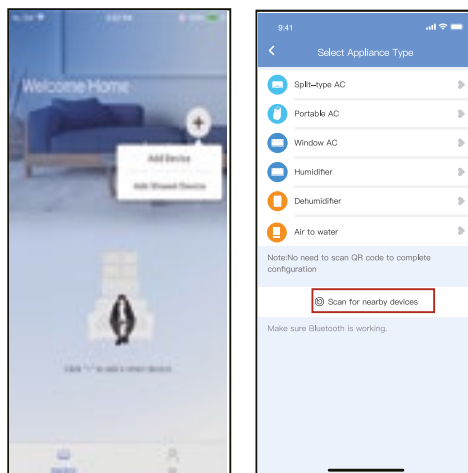 Welcome Home
Add Device
Add Shared Device
9:41
Select Appliance Type
Split-type AC
Portable AC
Window AC
Humidifier
Dehumidifier
Air to water
Note:No need to scan QR code to complete
configuration
Scan for nearby devices
Make sure Bluetooth is working.